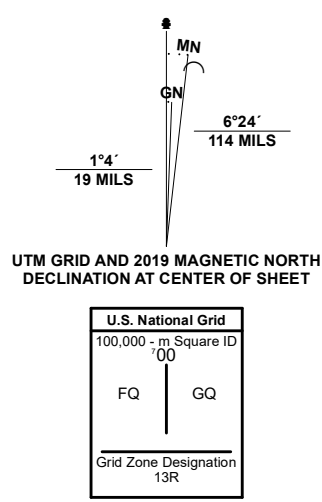 MN
GN
6°24´
114 MILS
1°4´
19 MILS
UTM GRID AND 2019 MAGNETIC NORTH
DECLINATION AT CENTER OF SHEET
U.S. National Grid
100,000 - m Square ID
700
FQ GQ
Grid Zone Designation
13R